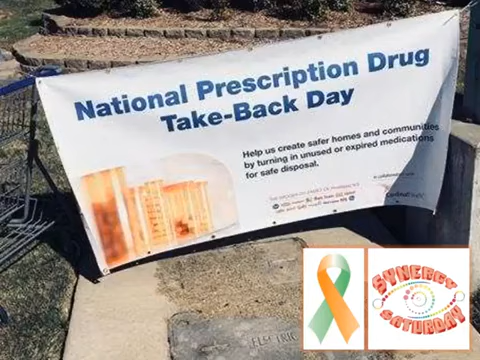 National Prescription Drug
Take-Back Day
Help us create safer homes and communities
by turning in unused or expired medications
for safe disposal.
SYNERGY
SATURDAY
ELECTRIC